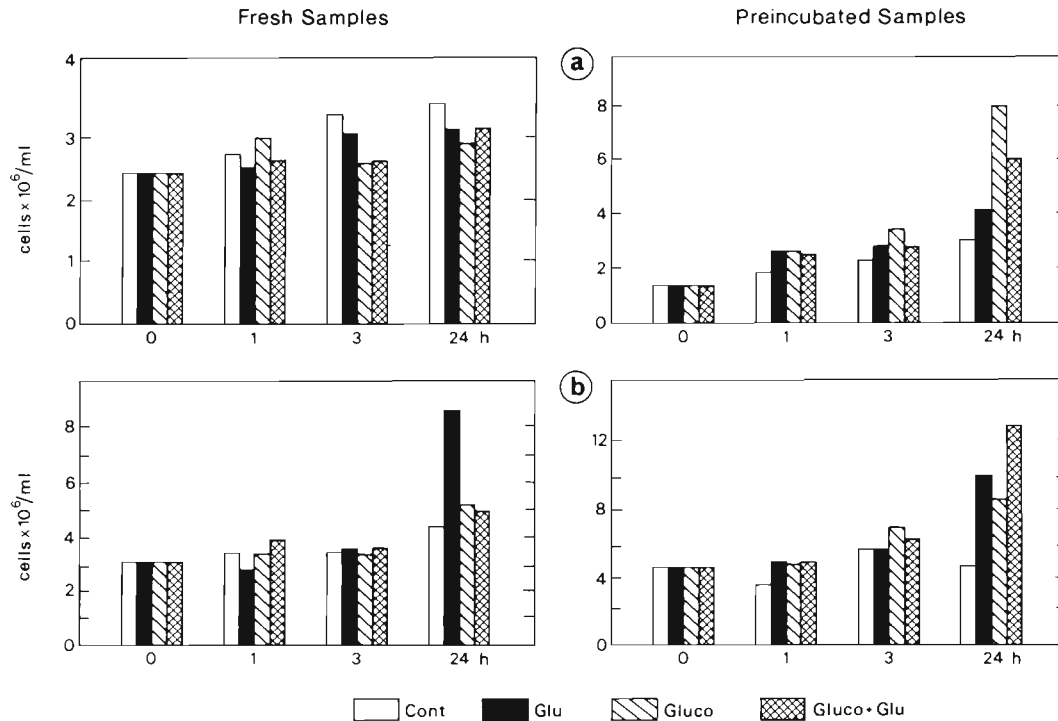 Fresh Samples Preincubated Samples
a
4
3
2
1
0
cells × 10⁶/ml
0 1 3 24 h
8
6
4
2
0
0 1 3 24 h
b
8
6
4
2
0
cells × 10⁶/ml
0 1 3 24 h
12
8
4
0
0 1 3 24 h
Cont Glu Gluco Gluco+Glu